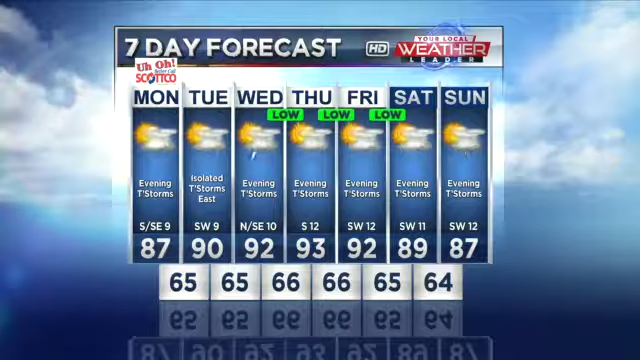 7 DAY FORECAST
HD
YOUR LOCAL
WEATHER
LEADER
Uh Oh!
Better Call
SCOTTCO
MON TUE WED THU FRI SAT SUN
LOW LOW LOW
Evening T'Storms
Isolated T'Storms East
Evening T'Storms
Evening T'Storms
Evening T'Storms
Evening T'Storms
Evening T'Storms
S/SE 9 SW 9 N/SE 10 S 12 SW 12 SW 11 SW 12
87 90 92 93 92 89 87
65 65 66 66 65 64